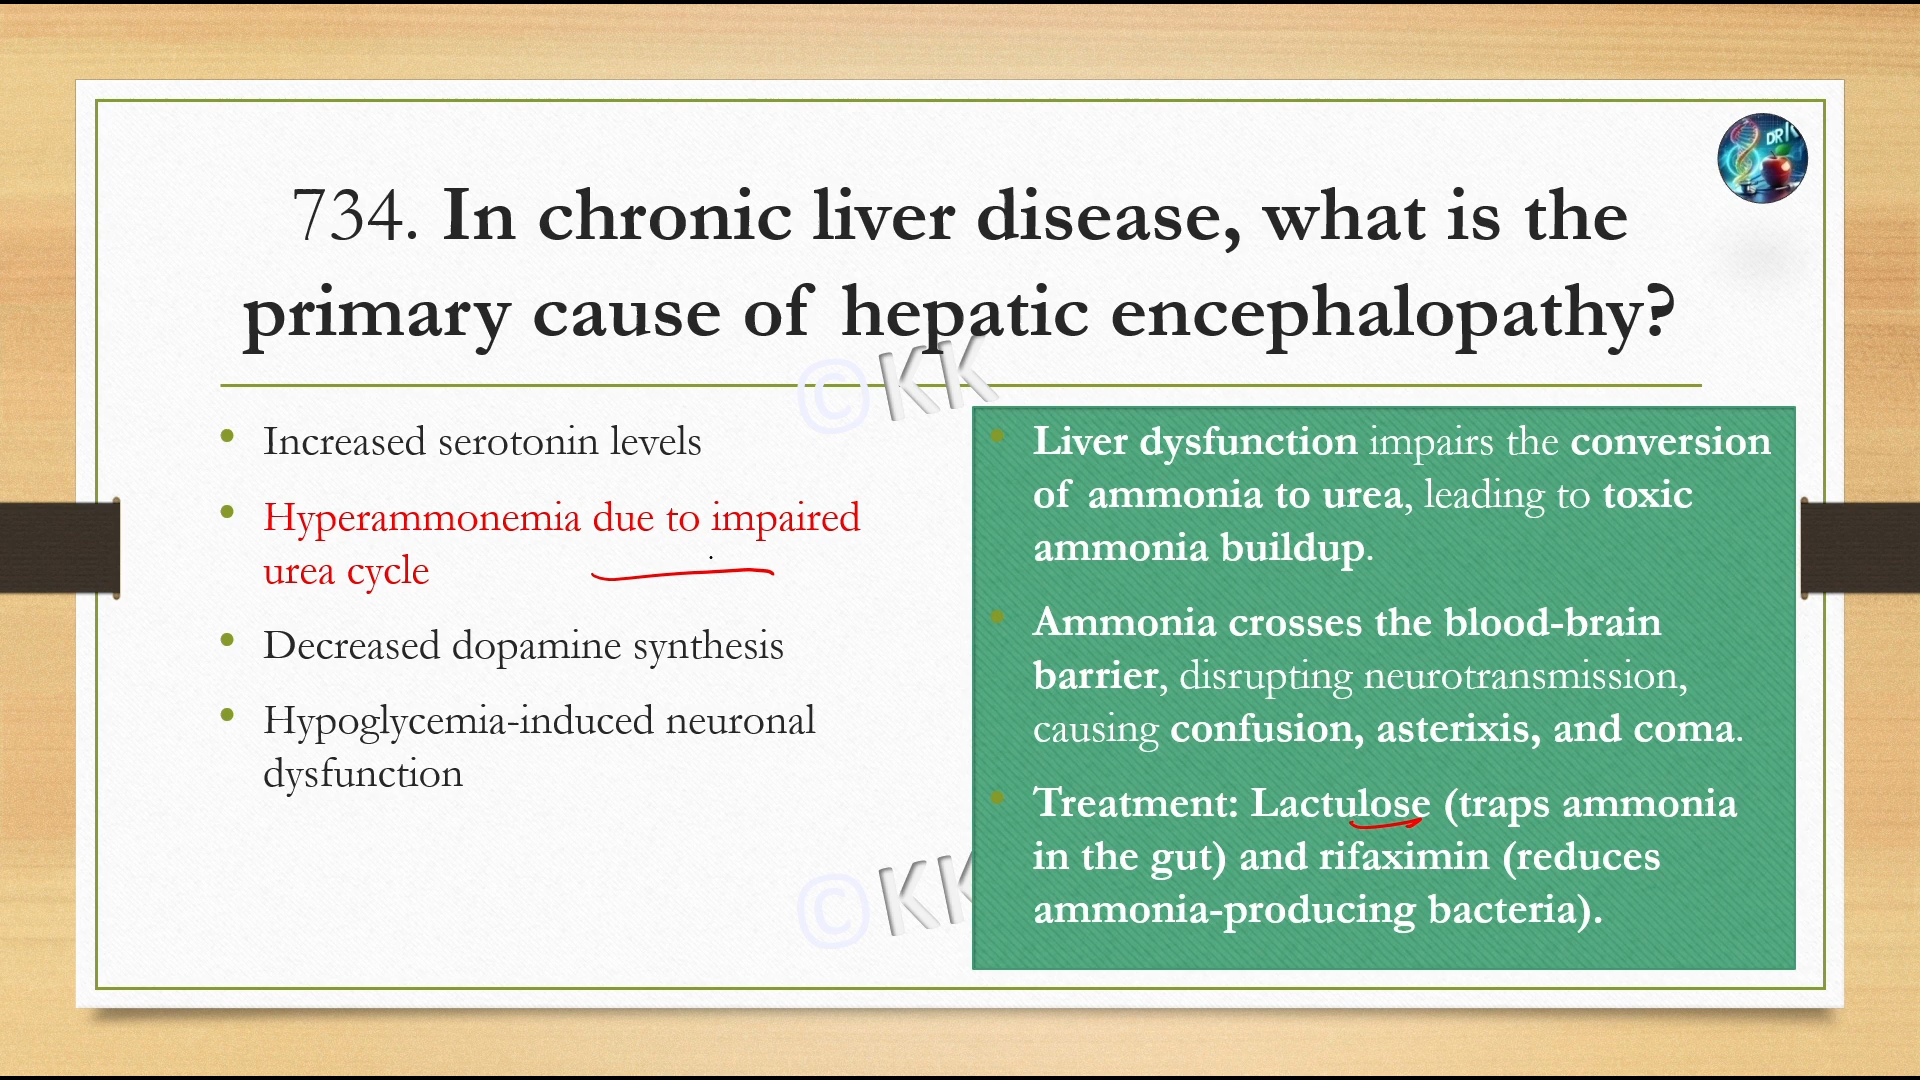 734. In chronic liver disease, what is the
primary cause of hepatic encephalopathy?
Increased serotonin levels
Hyperammonemia due to impaired
urea cycle
Decreased dopamine synthesis
Hypoglycemia-induced neuronal
dysfunction
Liver dysfunction impairs the conversion
of ammonia to urea, leading to toxic
ammonia buildup.
Ammonia crosses the blood-brain
barrier, disrupting neurotransmission,
causing confusion, asterixis, and coma.
Treatment: Lactulose (traps ammonia
in the gut) and rifaximin (reduces
ammonia-producing bacteria).
©KK
©KK
DR K